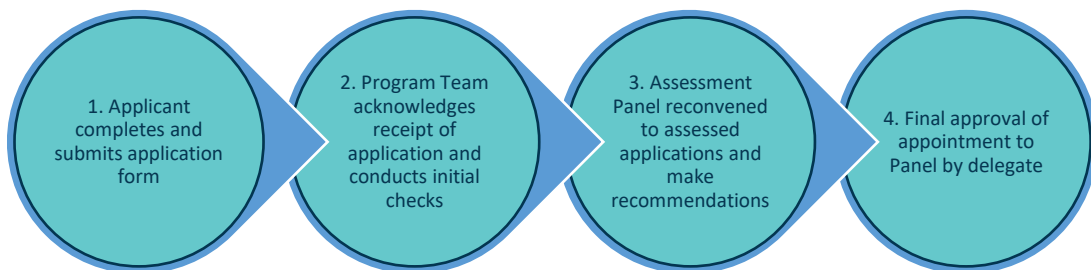 1. Applicant
completes and
submits application
form
2. Program Team
acknowledges
receipt of
application and
conducts initial
checks
3. Assessment
Panel reconvened
to assessed
applications and
make
recommendations
4. Final approval of
appointment to
Panel by delegate